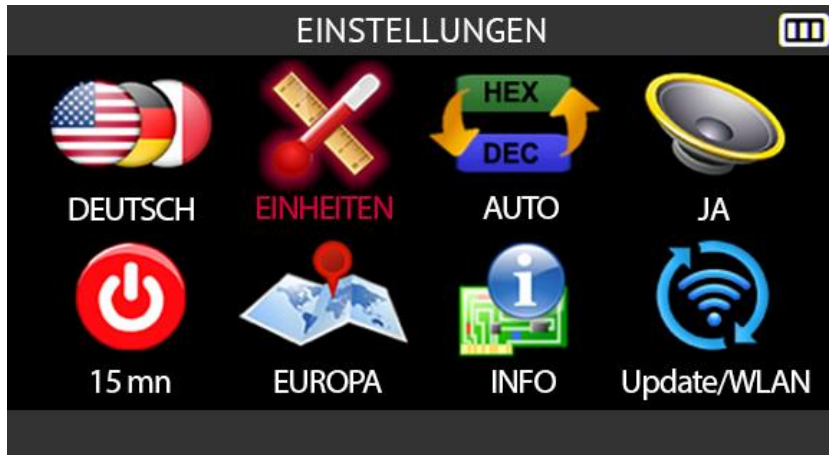 EINSTELLUNGEN
HEX
DEC
DEUTSCH EINHEITEN AUTO JA
15 mn EUROPA INFO Update/WLAN